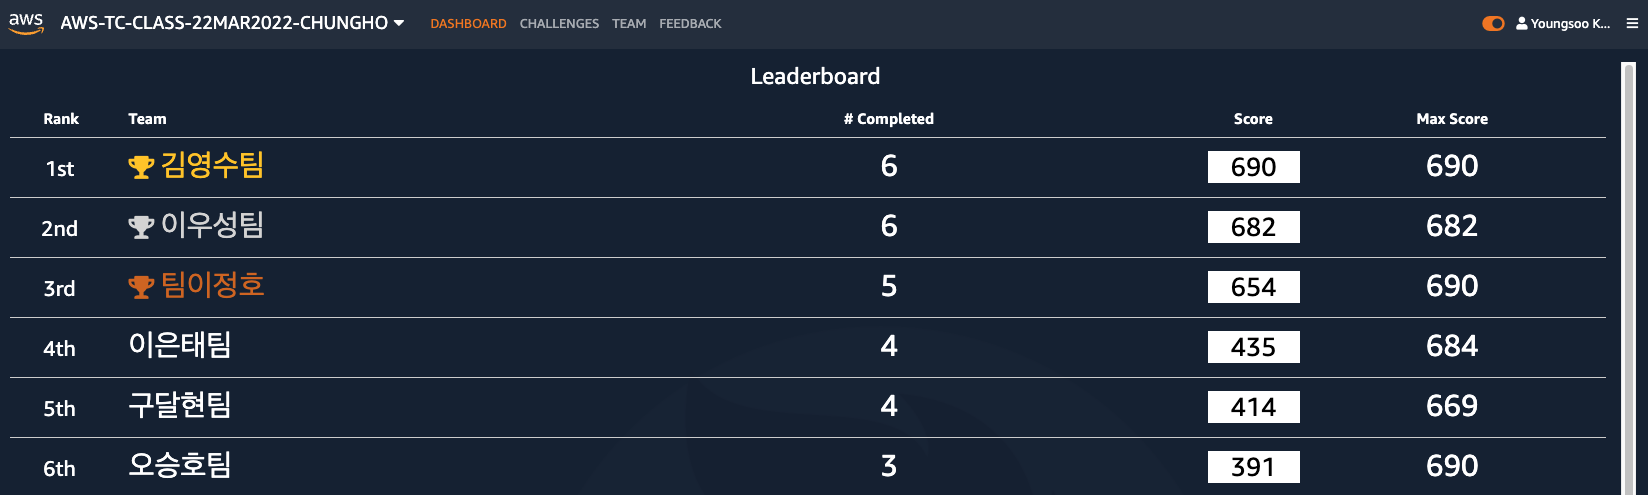 aws AWS-TC-CLASS-22MAR2022-CHUNGHO DASHBOARD CHALLENGES TEAM FEEDBACK Youngsoo K...
Leaderboard
Rank Team # Completed Score Max Score
1st 김영수팀 6 690 690
2nd 이우성팀 6 682 682
3rd 팀이정호 5 654 690
4th 이은태팀 4 435 684
5th 구달현팀 4 414 669
6th 오승호팀 3 391 690